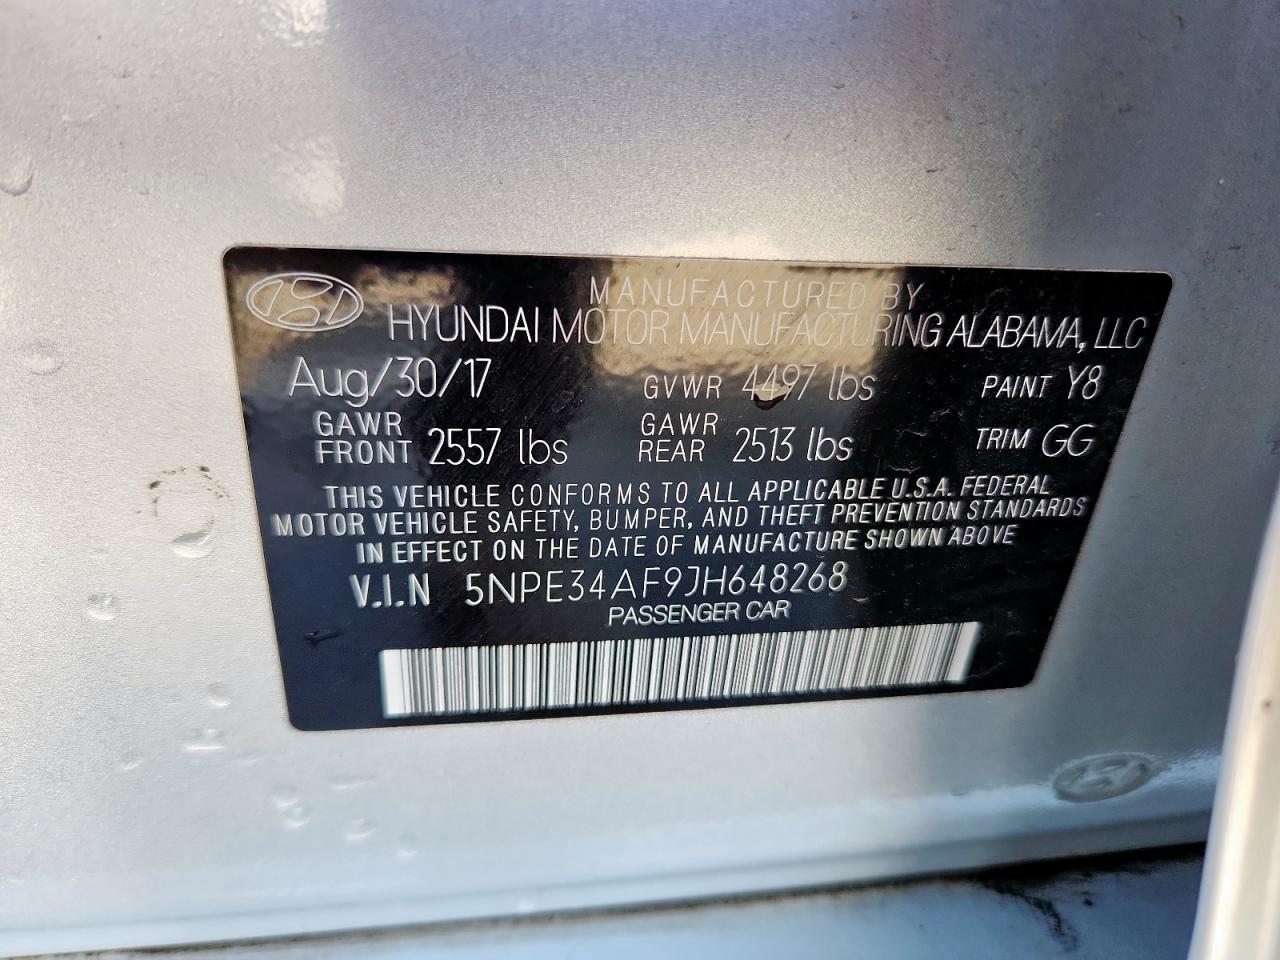 MANUFACTURED BY
HYUNDAI MOTOR MANUFACTURING ALABAMA, LLC
Aug/30/17 GVWR 4497 lbs PAINT Y8
GAWR FRONT 2557 lbs GAWR REAR 2513 lbs TRIM GG
THIS VEHICLE CONFORMS TO ALL APPLICABLE U.S.A. FEDERAL
MOTOR VEHICLE SAFETY, BUMPER, AND THEFT PREVENTION STANDARDS
IN EFFECT ON THE DATE OF MANUFACTURE SHOWN ABOVE
V.I.N 5NPE34AF9JH648268
PASSENGER CAR